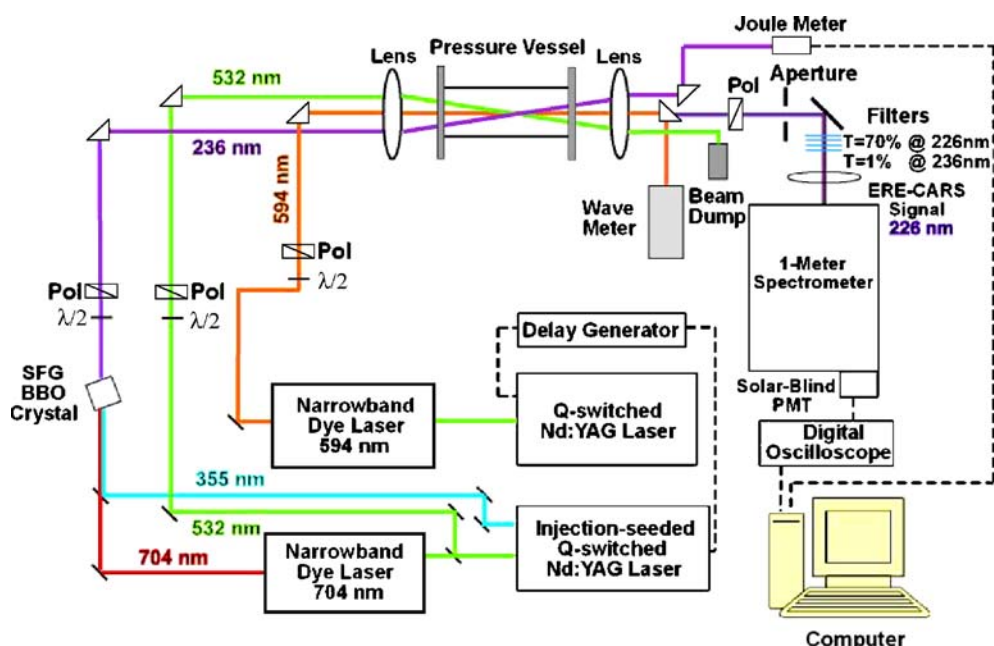 Joule Meter
Pressure Vessel
Lens
Lens
532 nm
Pol
Aperture
236 nm
Filters
T=70% @ 226nm
T=1% @ 236nm
594 nm
ERE-CARS
Signal
226 nm
Wave
Meter
Beam
Dump
Pol
λ/2
Pol
λ/2
Pol
λ/2
1-Meter
Spectrometer
Delay Generator
SFG
BBO
Crystal
Narrowband
Dye Laser
594 nm
Q-switched
Nd:YAG Laser
Solar-Blind
PMT
Digital
Oscilloscope
355 nm
532 nm
704 nm
Narrowband
Dye Laser
704 nm
Injection-seeded
Q-switched
Nd:YAG Laser
Computer